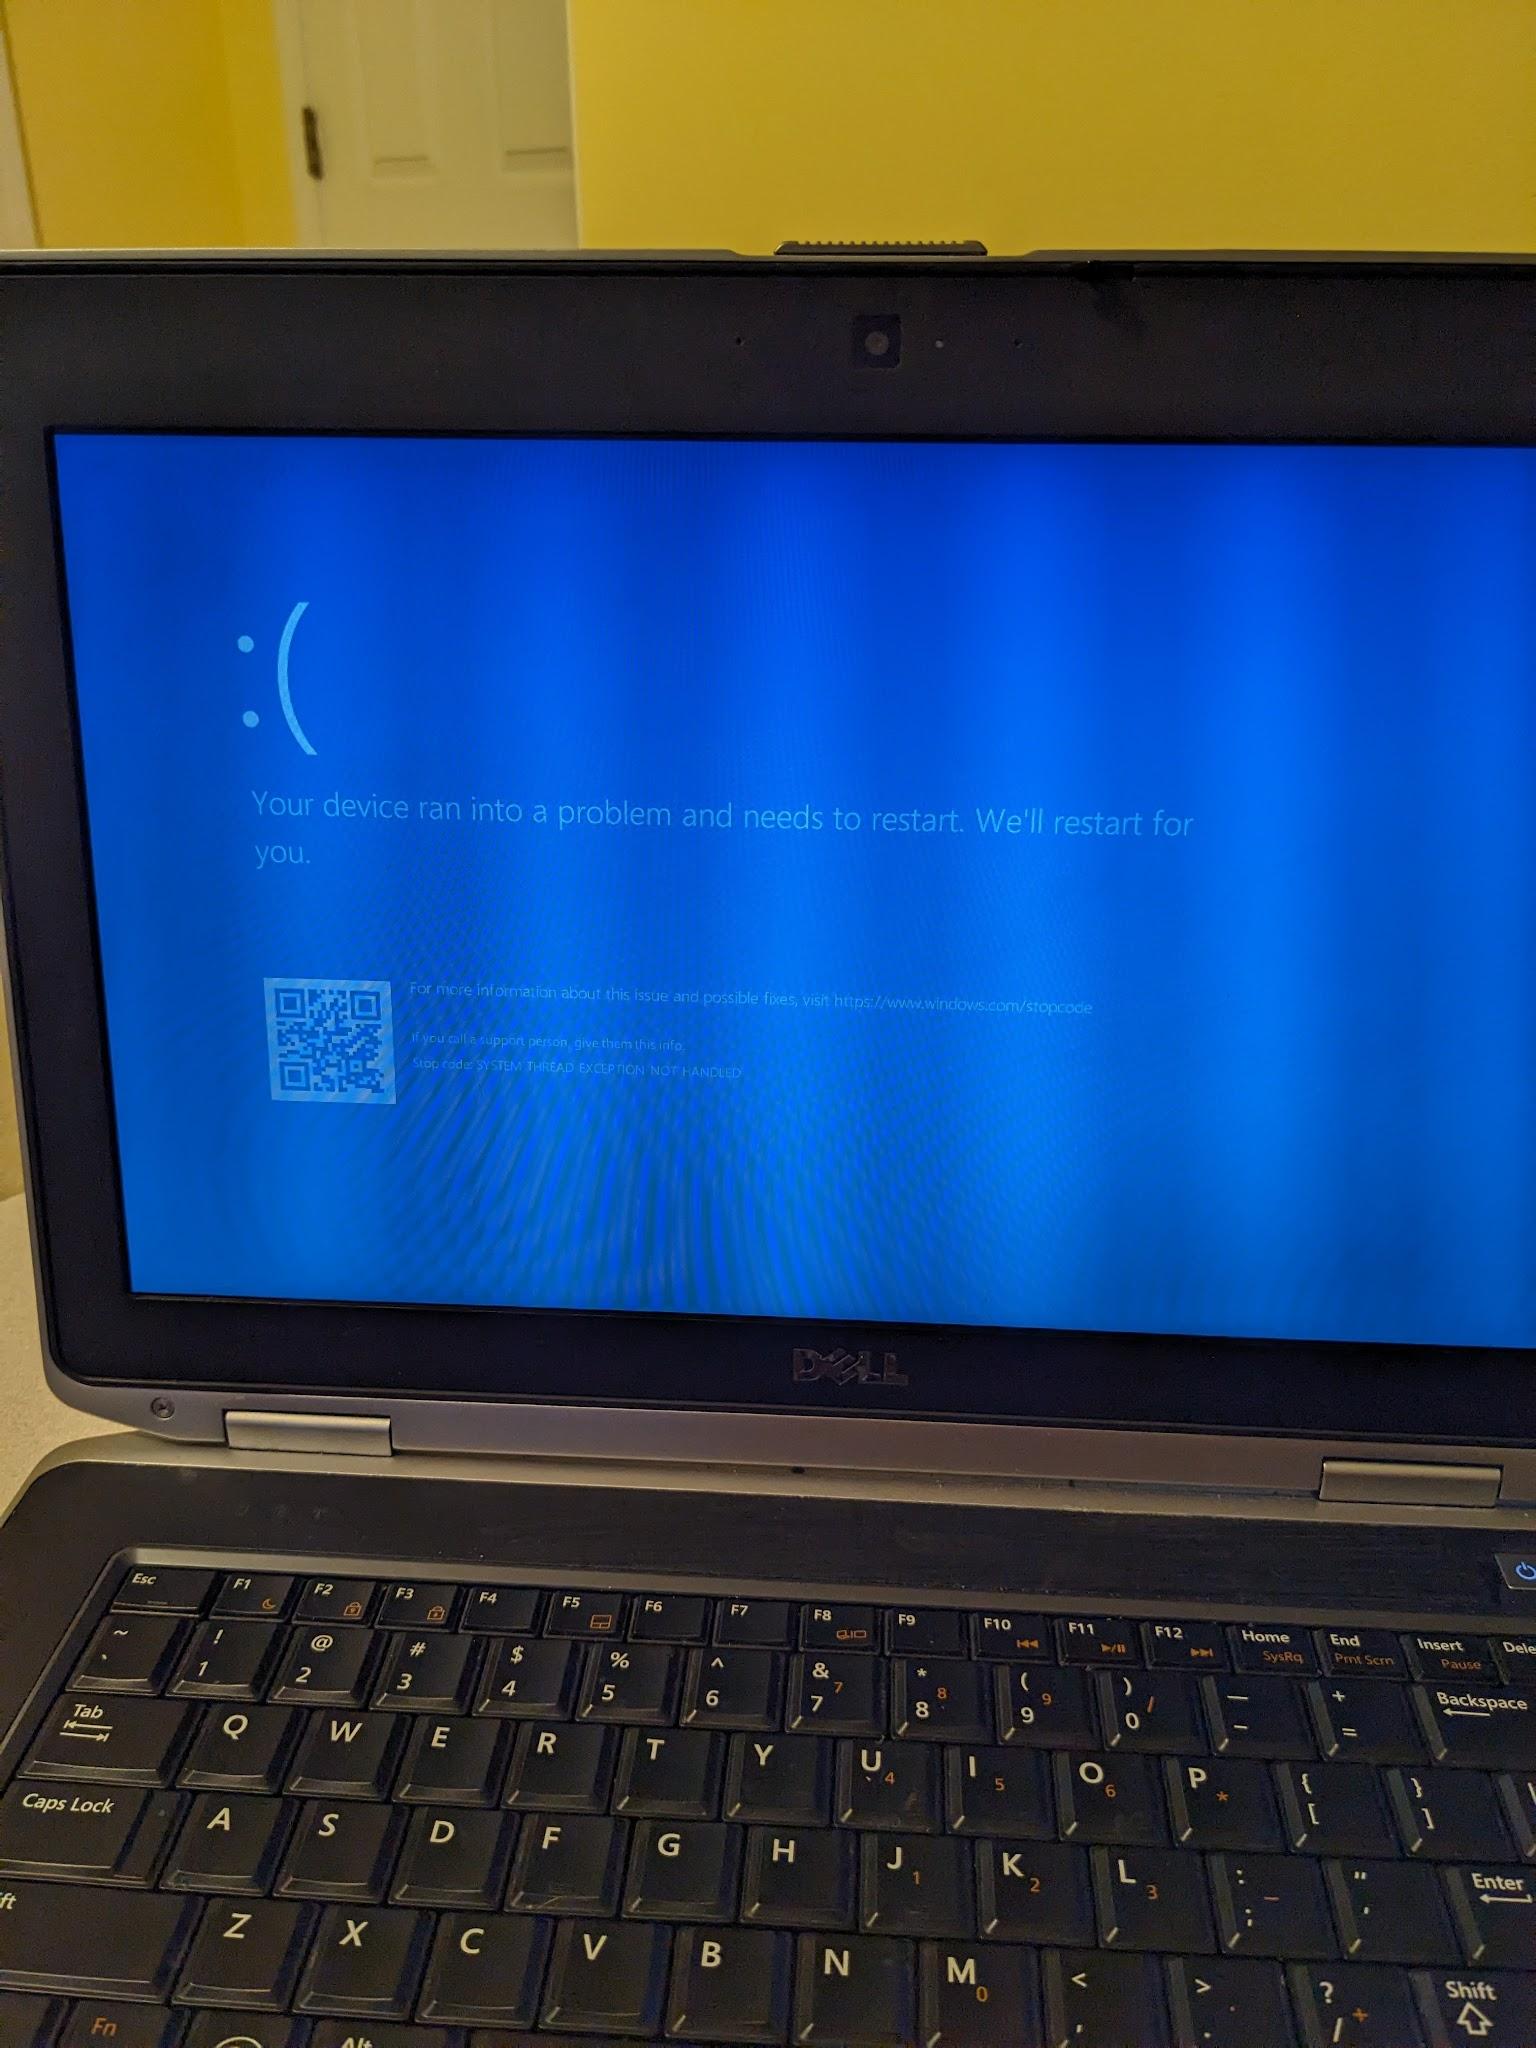 :(
Your device ran into a problem and needs to restart. We'll restart for
you.
For more information about this issue and possible fixes, visit https://www.windows.com/stopcode
If you call a support person, give them this info:
Stop code: SYSTEM THREAD EXCEPTION NOT HANDLED
DELL
Esc F1 F2 F3 F4 F5 F6 F7 F8 F9 F10 F11 F12 Home SysRq End Prnt Scrn Insert Pause
~ ` ! 1 @ 2 # 3 $ 4 % 5 ^ 6 & 7 7 * 8 8 ( 9 9 ) 0 / — - + = Backspace
Tab Q W E R T Y U 4 I 5 O 6 P * { [ } ]
Caps Lock A S D F G H J 1 K 2 L 3 : ; - " ' Enter
Z X C V B N M 0 < , > . . ? / + Shift
Fn Alt